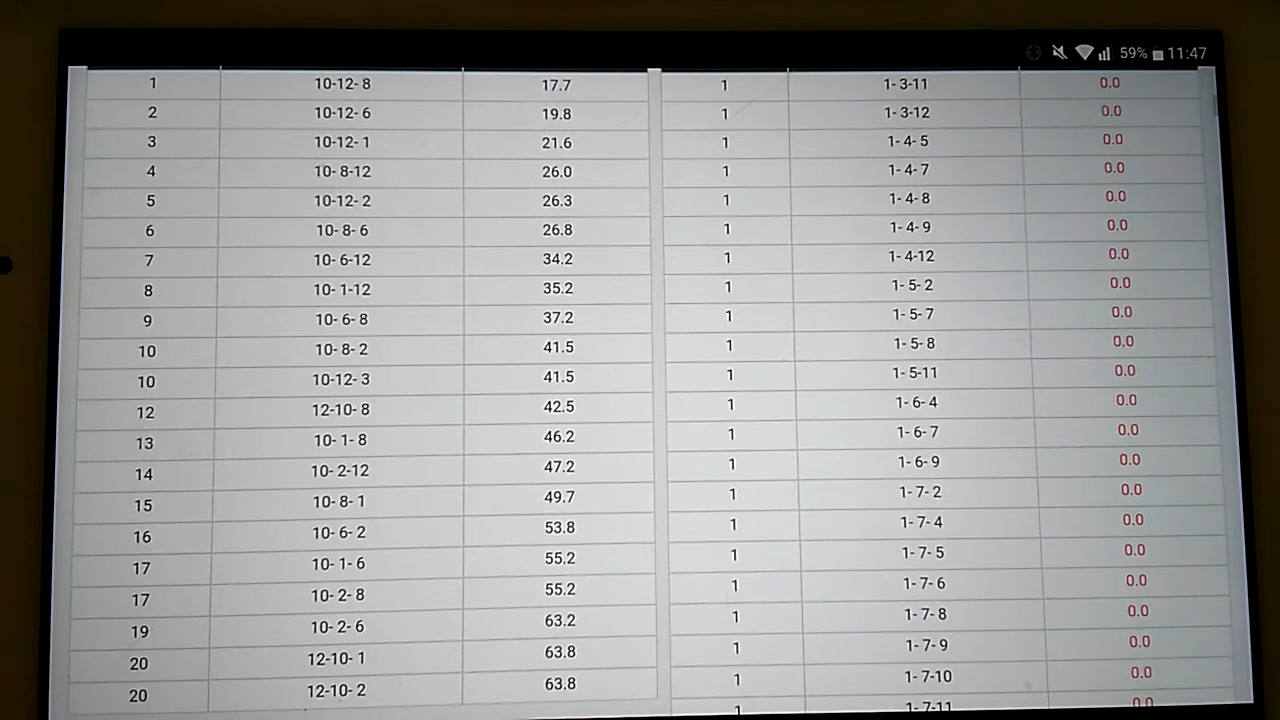 59% 11:47
1 10-12- 8 17.7 1 1- 3-11 0.0
2 10-12- 6 19.8 1 1- 3-12 0.0
3 10-12- 1 21.6 1 1- 4- 5 0.0
4 10- 8-12 26.0 1 1- 4- 7 0.0
5 10-12- 2 26.3 1 1- 4- 8 0.0
6 10- 8- 6 26.8 1 1- 4- 9 0.0
7 10- 6-12 34.2 1 1- 4-12 0.0
8 10- 1-12 35.2 1 1- 5- 2 0.0
9 10- 6- 8 37.2 1 1- 5- 7 0.0
10 10- 8- 2 41.5 1 1- 5- 8 0.0
10 10-12- 3 41.5 1 1- 5-11 0.0
12 12-10- 8 42.5 1 1- 6- 4 0.0
13 10- 1- 8 46.2 1 1- 6- 7 0.0
14 10- 2-12 47.2 1 1- 6- 9 0.0
15 10- 8- 1 49.7 1 1- 7- 2 0.0
16 10- 6- 2 53.8 1 1- 7- 4 0.0
17 10- 1- 6 55.2 1 1- 7- 5 0.0
17 10- 2- 8 55.2 1 1- 7- 6 0.0
19 10- 2- 6 63.2 1 1- 7- 8 0.0
20 12-10- 1 63.8 1 1- 7- 9 0.0
20 12-10- 2 63.8 1 1- 7-10 0.0
1 1- 7-11 0.0